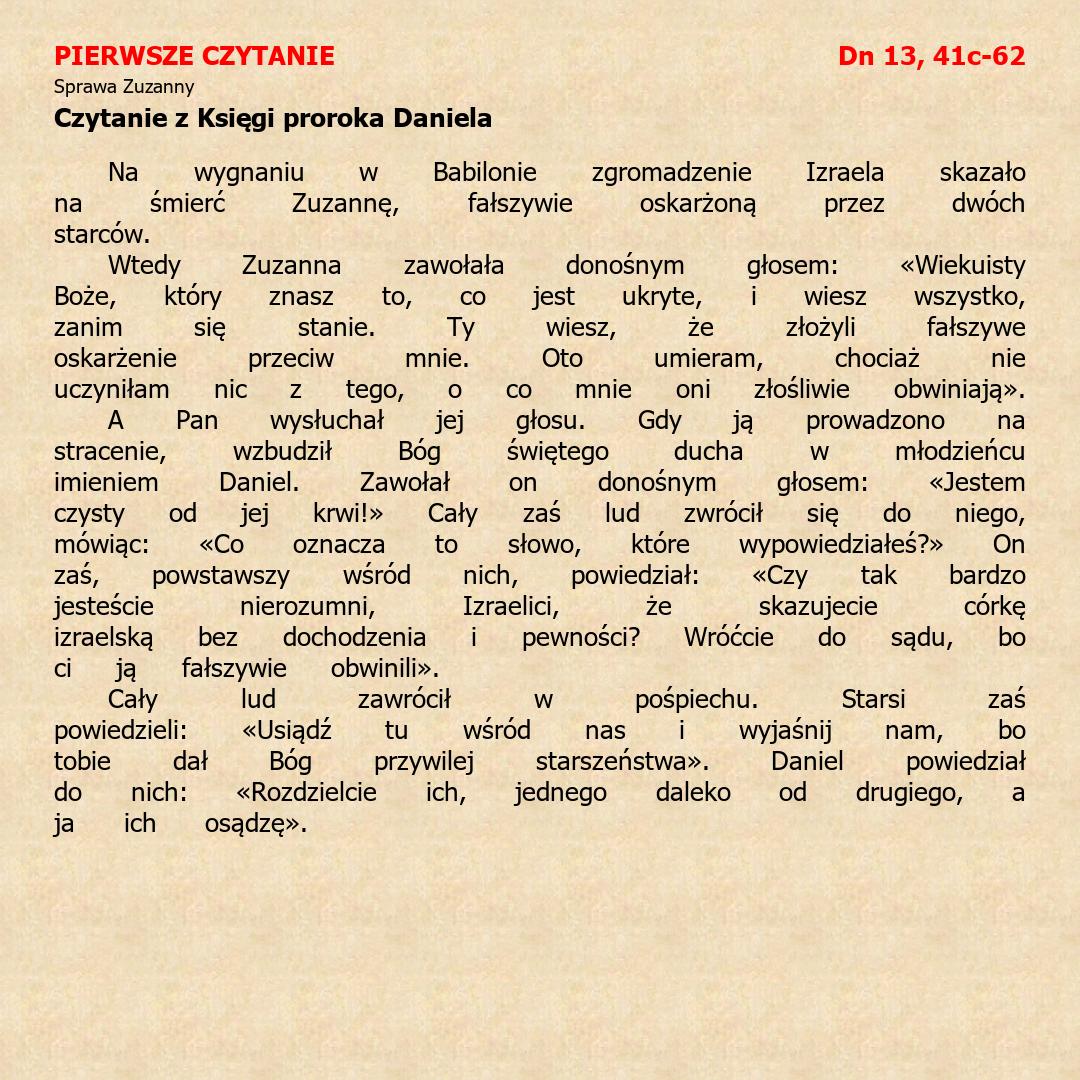 PIERWSZE CZYTANIE Dn 13, 41c-62
Sprawa Zuzanny
Czytanie z Księgi proroka Daniela
Na wygnaniu w Babilonie zgromadzenie Izraela skazało
na śmierć Zuzannę, fałszywie oskarżoną przez dwóch
starców.
Wtedy Zuzanna zawołała donośnym głosem: «Wiekuisty
Boże, który znasz to, co jest ukryte, i wiesz wszystko,
zanim się stanie. Ty wiesz, że złożyli fałszywe
oskarżenie przeciw mnie. Oto umieram, chociaż nie
uczyniłam nic z tego, o co mnie oni złośliwie obwiniają».
A Pan wysłuchał jej głosu. Gdy ją prowadzono na
stracenie, wzbudził Bóg świętego ducha w młodzieńcu
imieniem Daniel. Zawołał on donośnym głosem: «Jestem
czysty od jej krwi!» Cały zaś lud zwrócił się do niego,
mówiąc: «Co oznacza to słowo, które wypowiedziałeś?» On
zaś, powstawszy wśród nich, powiedział: «Czy tak bardzo
jesteście nierozumni, Izraelici, że skazujecie córkę
izraelską bez dochodzenia i pewności? Wróćcie do sądu, bo
ci ją fałszywie obwinili».
Cały lud zawrócił w pośpiechu. Starsi zaś
powiedzieli: «Usiądź tu wśród nas i wyjaśnij nam, bo
tobie dał Bóg przywilej starszeństwa». Daniel powiedział
do nich: «Rozdzielcie ich, jednego daleko od drugiego, a
ja ich osądzę».